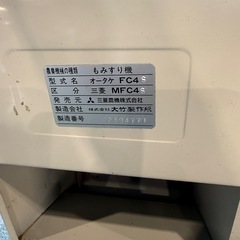 農業機械の種類 もみすり機
型式名 オータケ FC4S
区分 三菱 MFC4S
発売元 三菱農機株式会社
製造会社 株式会社大竹製作所
製造番号